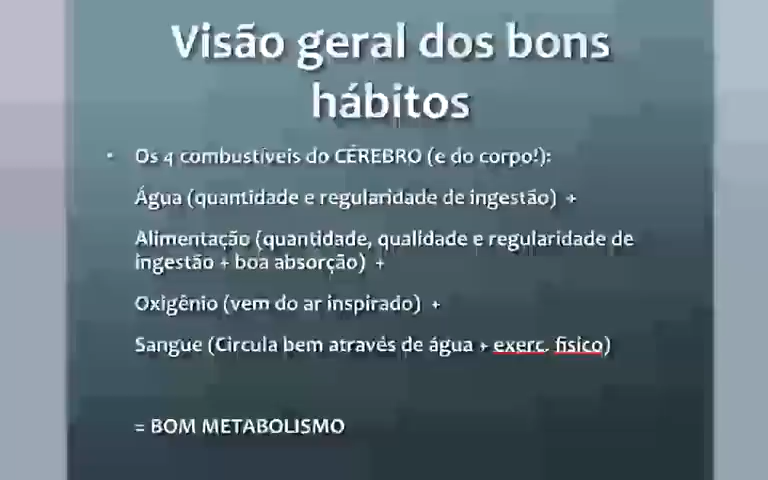 Visão geral dos bons
hábitos
• Os 4 combustíveis do CÉREBRO (e do corpo!):
Água (quantidade e regularidade de ingestão) +
Alimentação (quantidade, qualidade e regularidade de
ingestão + boa absorção) +
Oxigênio (vem do ar inspirado) +
Sangue (Circula bem através de água + exerc. fisico)
= BOM METABOLISMO